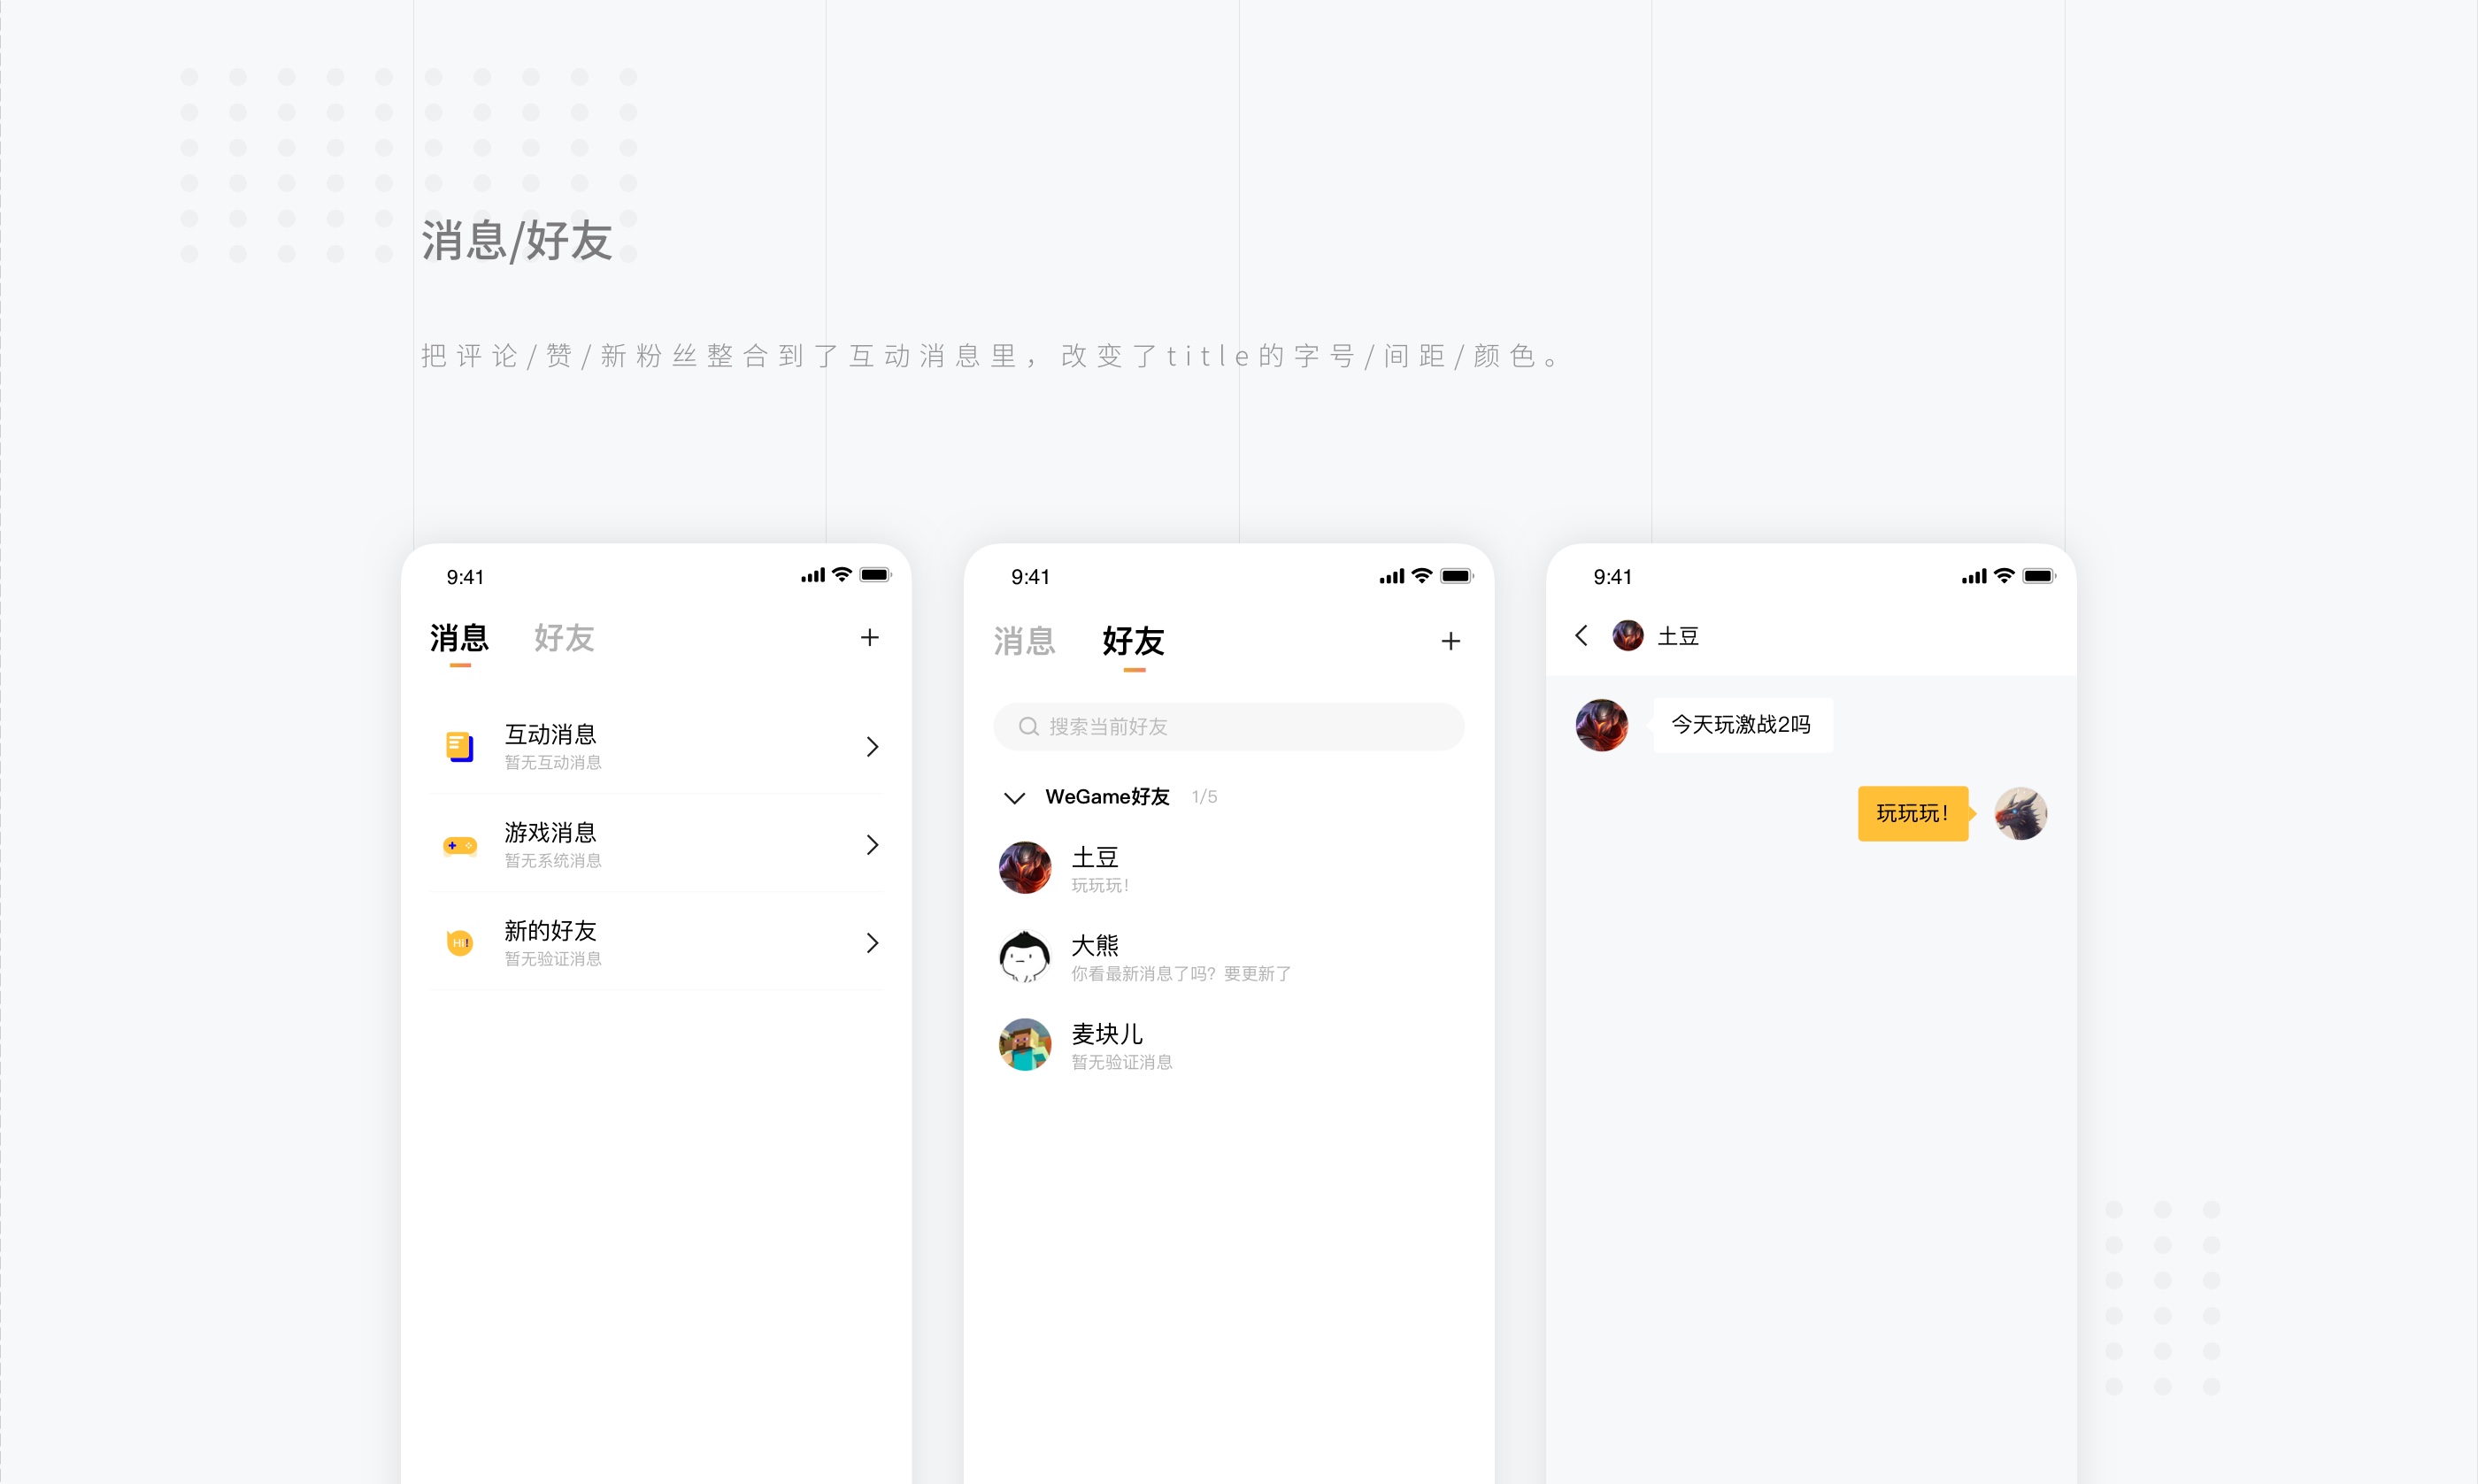 消息/好友
把评论/赞/新粉丝整合到了互动消息里，改变了title的字号/间距/颜色。
9:41
消息 好友
互动消息
暂无互动消息
游戏消息
暂无系统消息
Hi!
新的好友
暂无验证消息
9:41
消息 好友
搜索当前好友
WeGame好友 1/5
土豆
玩玩玩！
大熊
你看最新消息了吗？要更新了
麦块儿
暂无验证消息
9:41
土豆
今天玩激战2吗
玩玩玩！